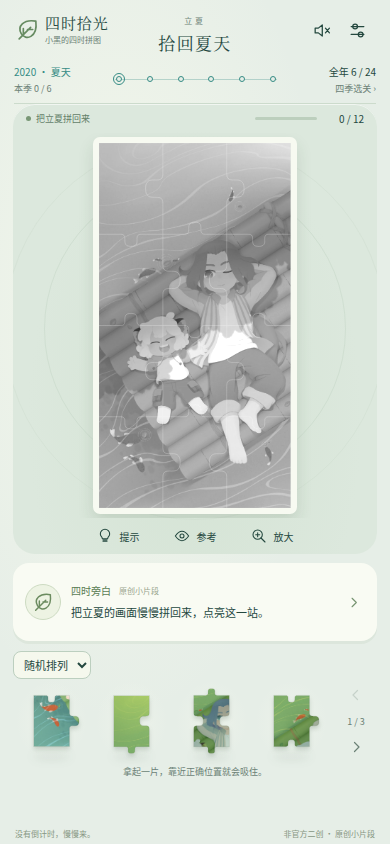 四时拾光
小黑的四时拼图
立夏
拾回夏天
2020 · 夏天
本季 0 / 6
全年 6 / 24
四季选关 ›
把立夏拼回来
0 / 12
提示
参考
放大
四时旁白 原创小片段
把立夏的画面慢慢拼回来，点亮这一站。
随机排列
1 / 3
拿起一片，靠近正确位置就会吸住。
没有倒计时，慢慢来。
非官方二创 · 原创小片段